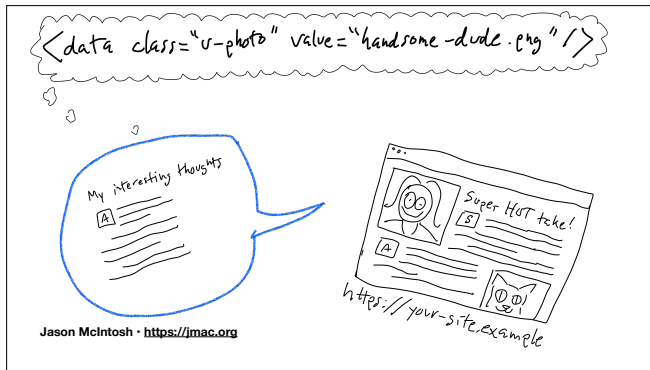 <data class="u-photo" value="handsome-dude.png"/>
My interesting thoughts
A
Super HOT take!
S
A
https://your-site.example
Jason McIntosh • https://jmac.org